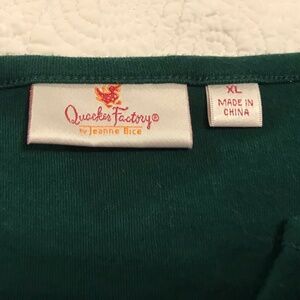 Quacker Factory®
by Jeanne Bice
XL
MADE IN
CHINA